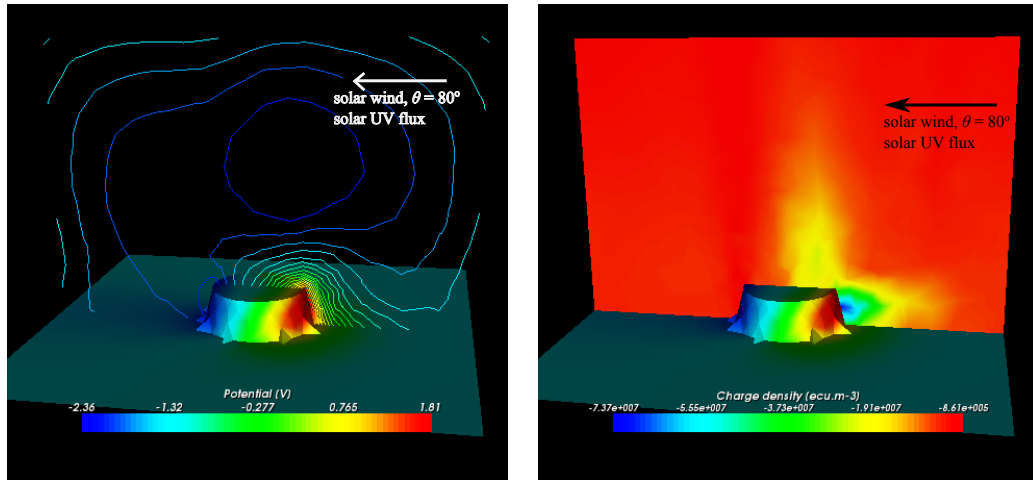 solar wind, θ = 80°
solar UV flux
Potential (V)
-2.36 -1.32 -0.277 0.765 1.81
solar wind, θ = 80°
solar UV flux
Charge density (ecu.m-3)
-7.37e+007 -5.55e+007 -3.73e+007 -1.91e+007 -8.61e+005